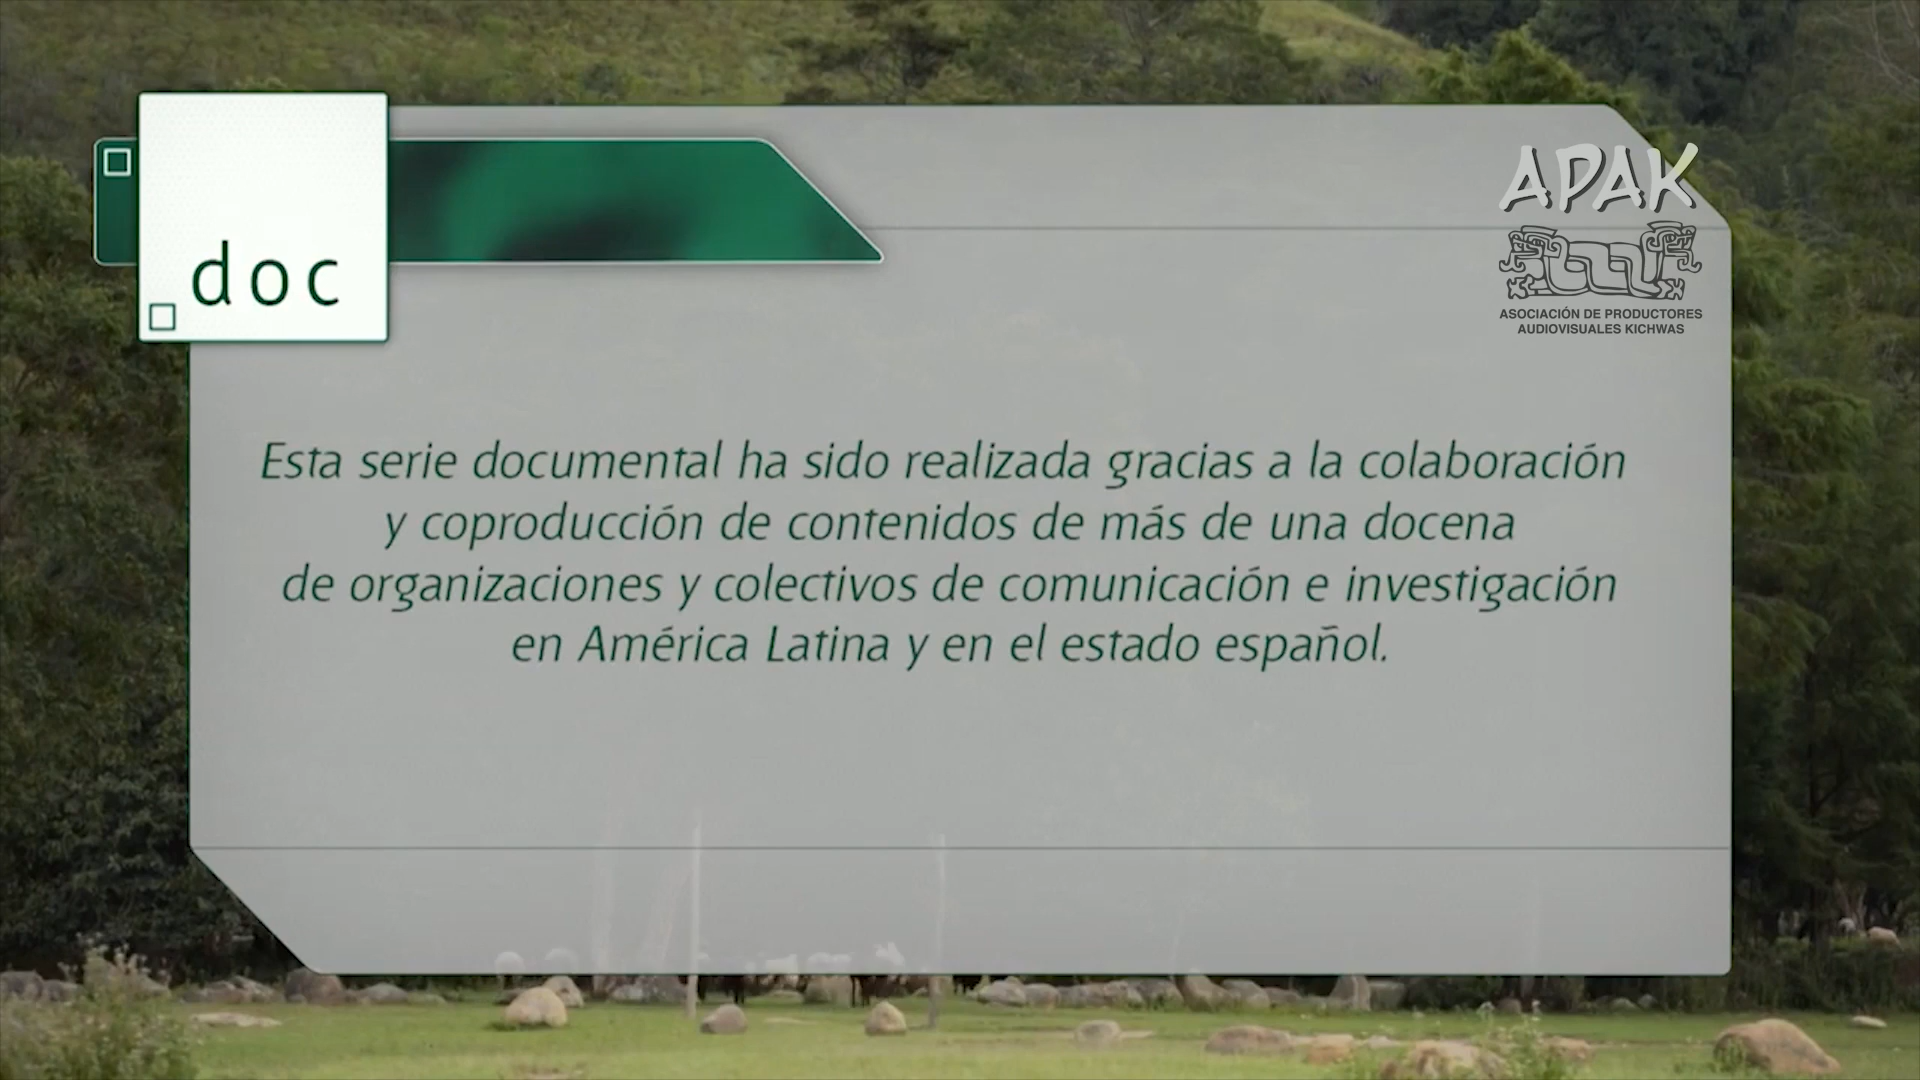 doc
APAK
ASOCIACIÓN DE PRODUCTORES
AUDIOVISUALES KICHWAS
Esta serie documental ha sido realizada gracias a la colaboración
y coproducción de contenidos de más de una docena
de organizaciones y colectivos de comunicación e investigación
en América Latina y en el estado español.